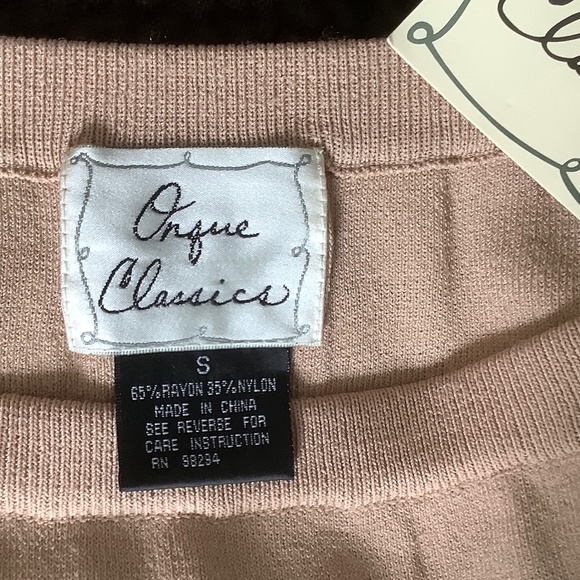 Onque
Classics
S
65% RAYON 35% NYLON
MADE IN CHINA
SEE REVERSE FOR
CARE INSTRUCTION
RN 98294